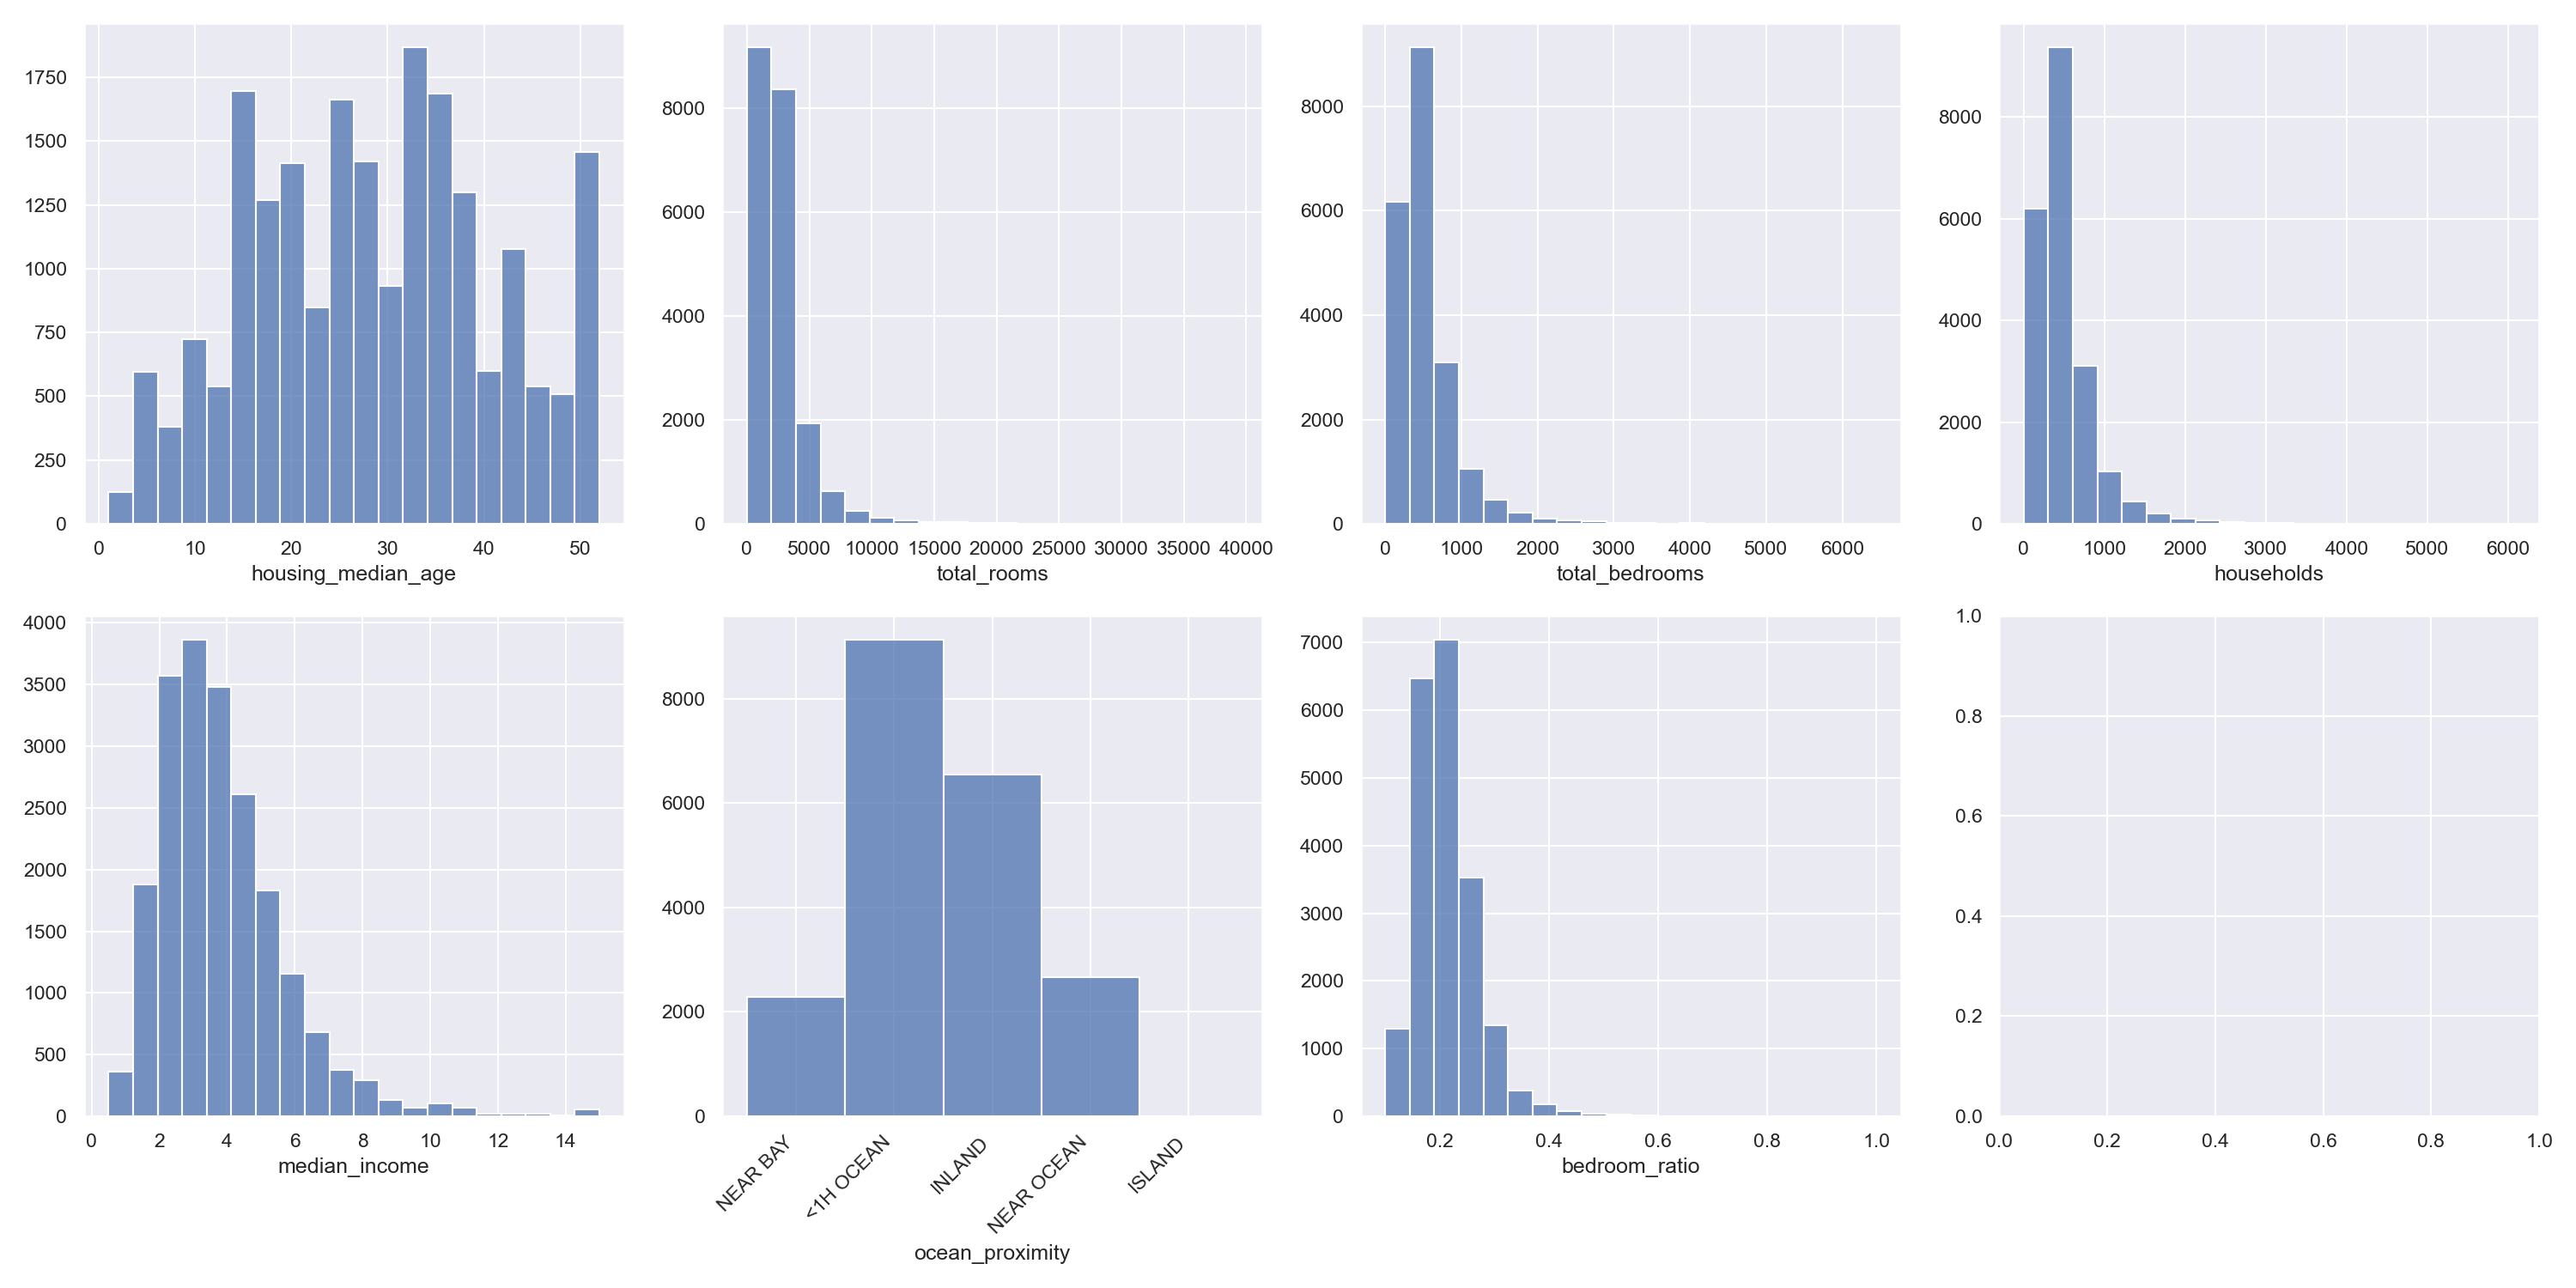 1750
1500
1250
1000
750
500
250
0
0 10 20 30 40 50
housing_median_age
8000
6000
4000
2000
0
0 5000 10000 15000 20000 25000 30000 35000 40000
total_rooms
8000
6000
4000
2000
0
0 1000 2000 3000 4000 5000 6000
total_bedrooms
8000
6000
4000
2000
0
0 1000 2000 3000 4000 5000 6000
households
4000
3500
3000
2500
2000
1500
1000
500
0
0 2 4 6 8 10 12 14
median_income
8000
6000
4000
2000
0
NEAR BAY
<1H OCEAN
INLAND
NEAR OCEAN
ISLAND
ocean_proximity
7000
6000
5000
4000
3000
2000
1000
0
0.2 0.4 0.6 0.8 1.0
bedroom_ratio
1.0
0.8
0.6
0.4
0.2
0.0
0.0 0.2 0.4 0.6 0.8 1.0